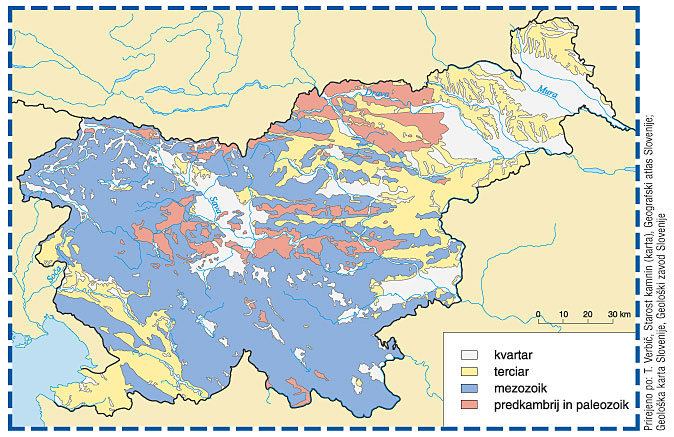 Drava
Mura
Sava
Soča
0 10 20 30 km
kvartar
terciar
mezozoik
predkambrij in paleozoik
Prirejeno po: T. Verbič, Starost kamnin (karta), Geografski atlas Slovenije;
Geološka karta Slovenije, Geološki zavod Slovenije